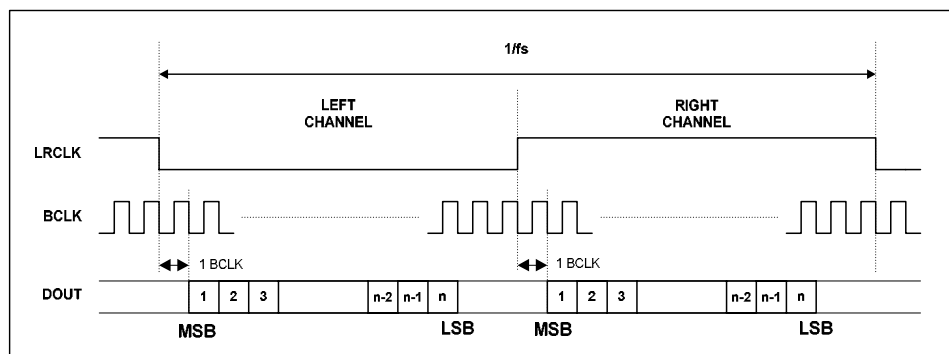 1/fs
LEFT
CHANNEL
RIGHT
CHANNEL
LRCLK
BCLK
1 BCLK
1 BCLK
DOUT
1 2 3 n-2 n-1 n 1 2 3 n-2 n-1 n
MSB LSB MSB LSB